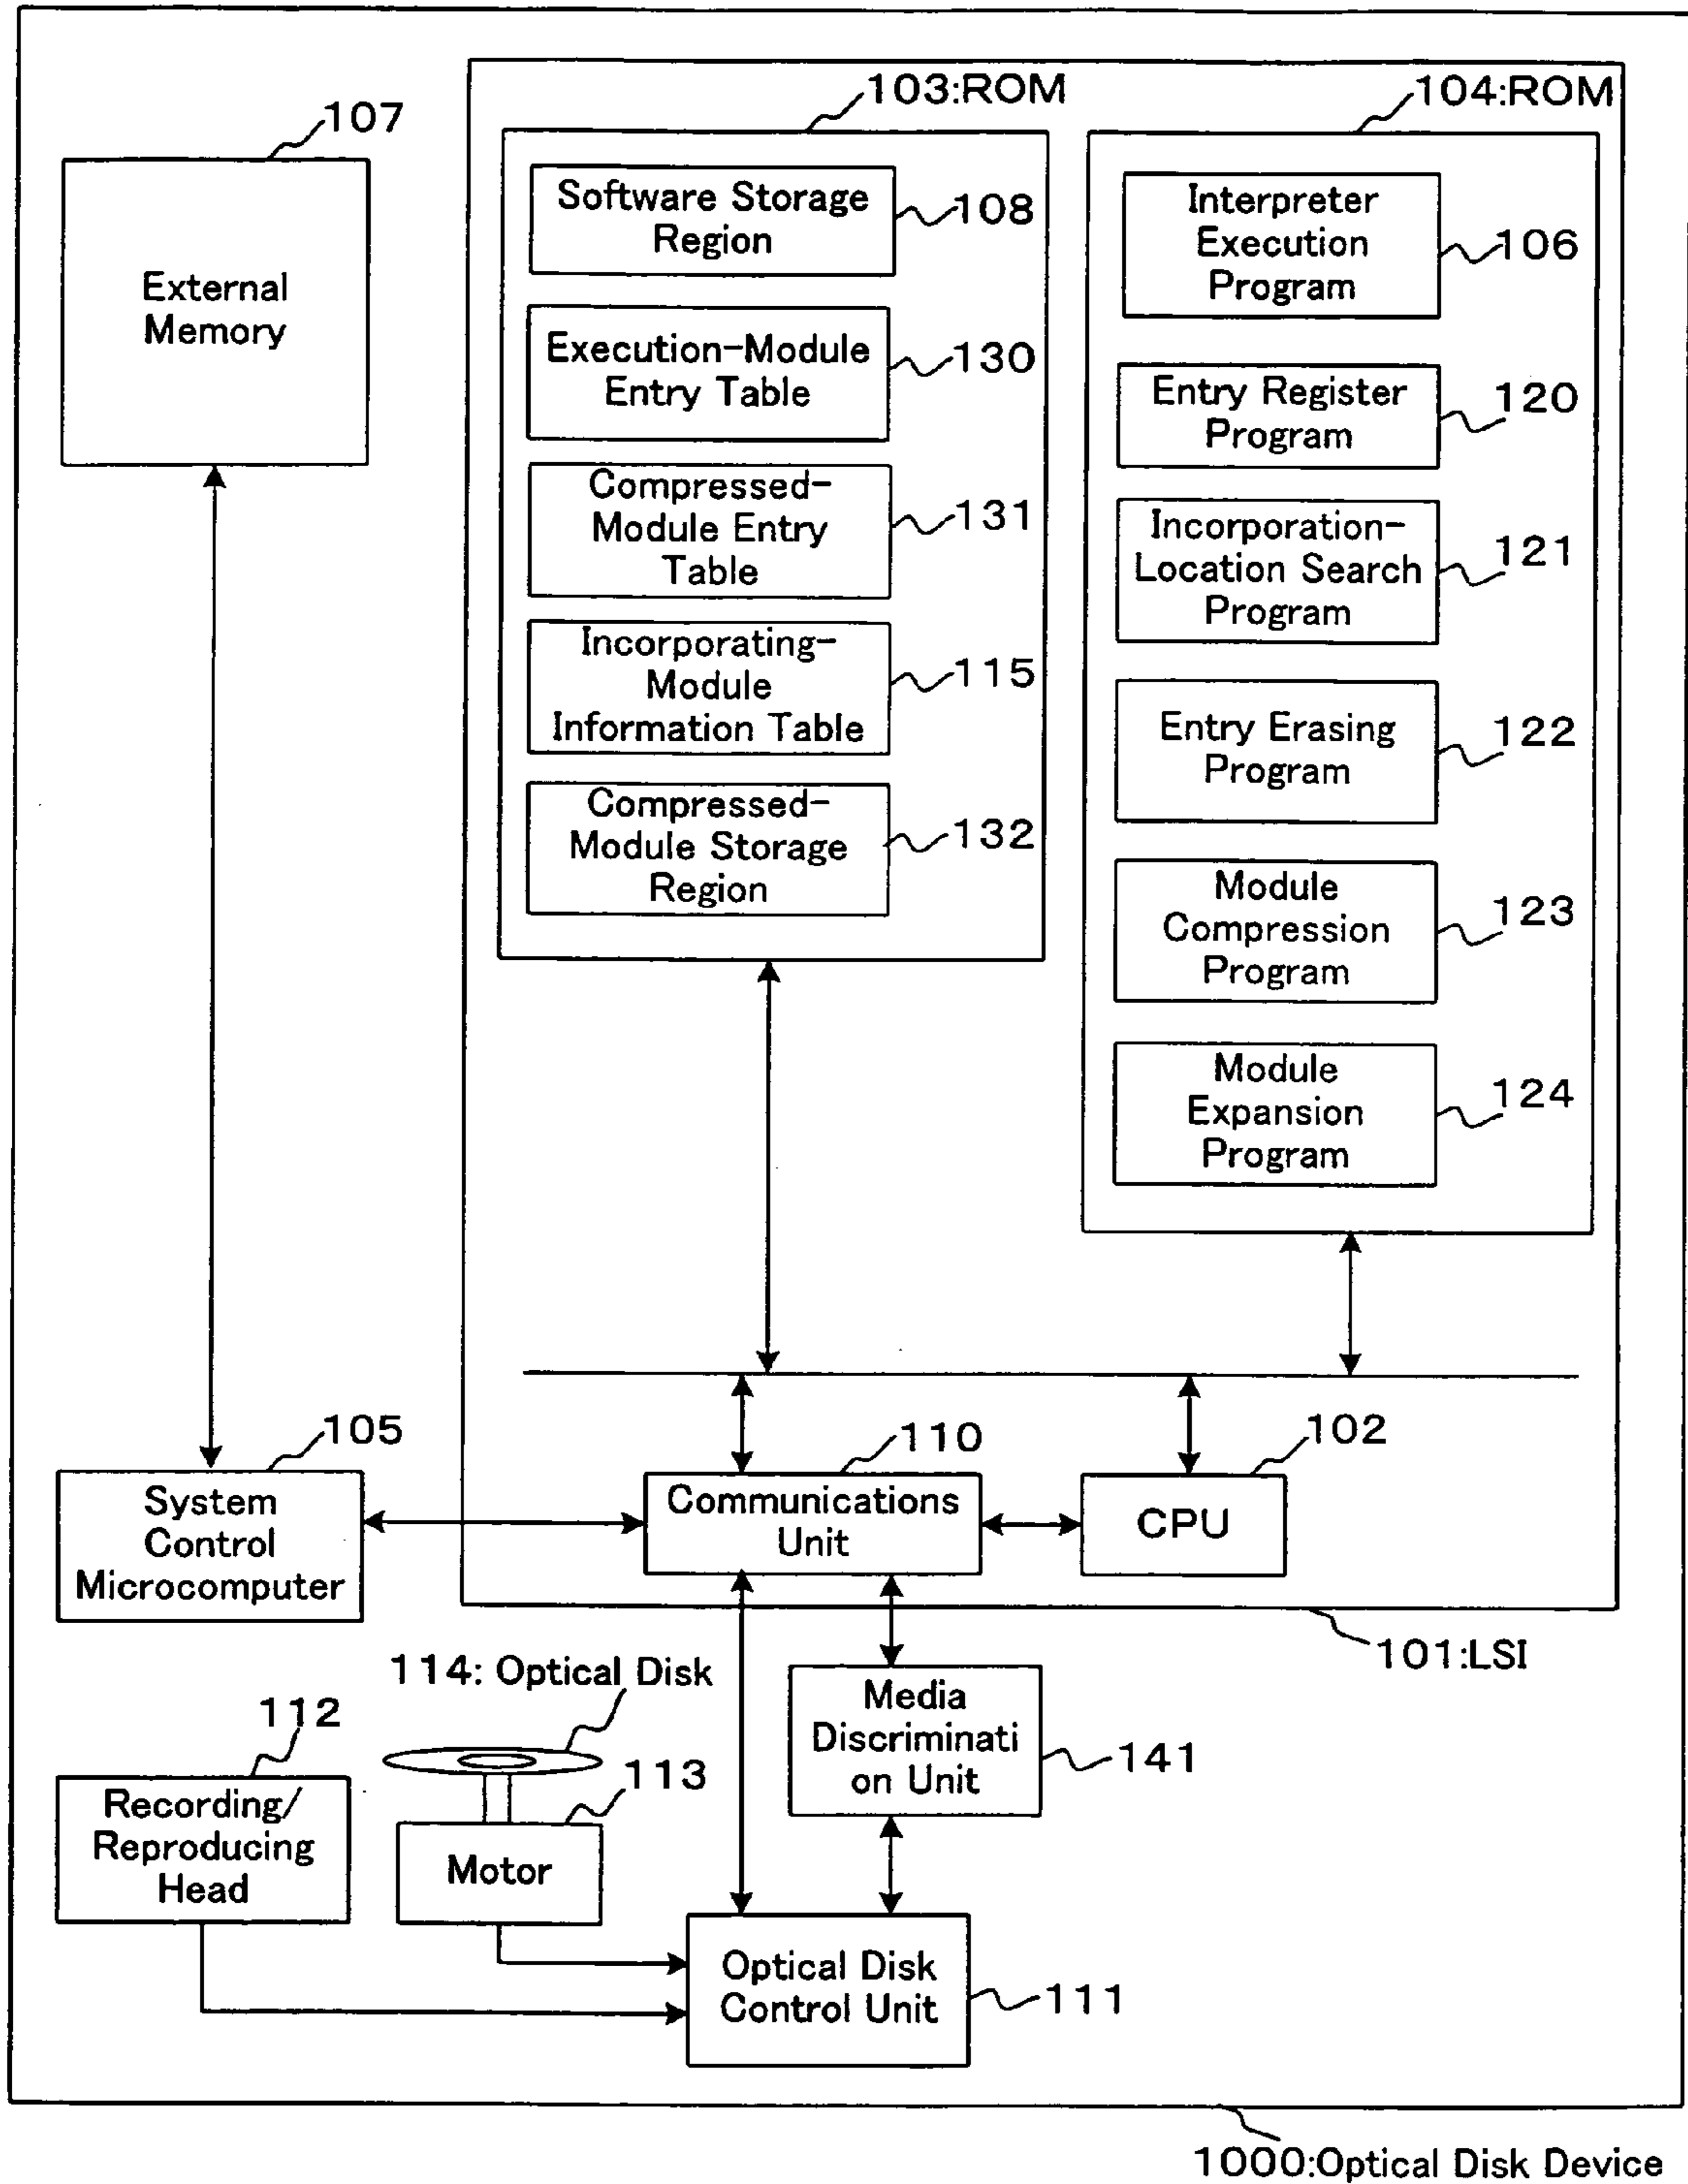 103:ROM
104:ROM
107
External
Memory
Software Storage
Region
108
Execution-Module
Entry Table
130
Compressed-
Module Entry
Table
131
Incorporating-
Module
Information Table
115
Compressed-
Module Storage
Region
132
Interpreter
Execution
Program
106
Entry Register
Program
120
Incorporation-
Location Search
Program
121
Entry Erasing
Program
122
Module
Compression
Program
123
Module
Expansion
Program
124
105
System
Control
Microcomputer
110
Communications
Unit
102
CPU
101:LSI
114: Optical Disk
112
Recording/
Reproducing
Head
113
Motor
Media
Discriminati
on Unit
141
Optical Disk
Control Unit
111
1000:Optical Disk Device